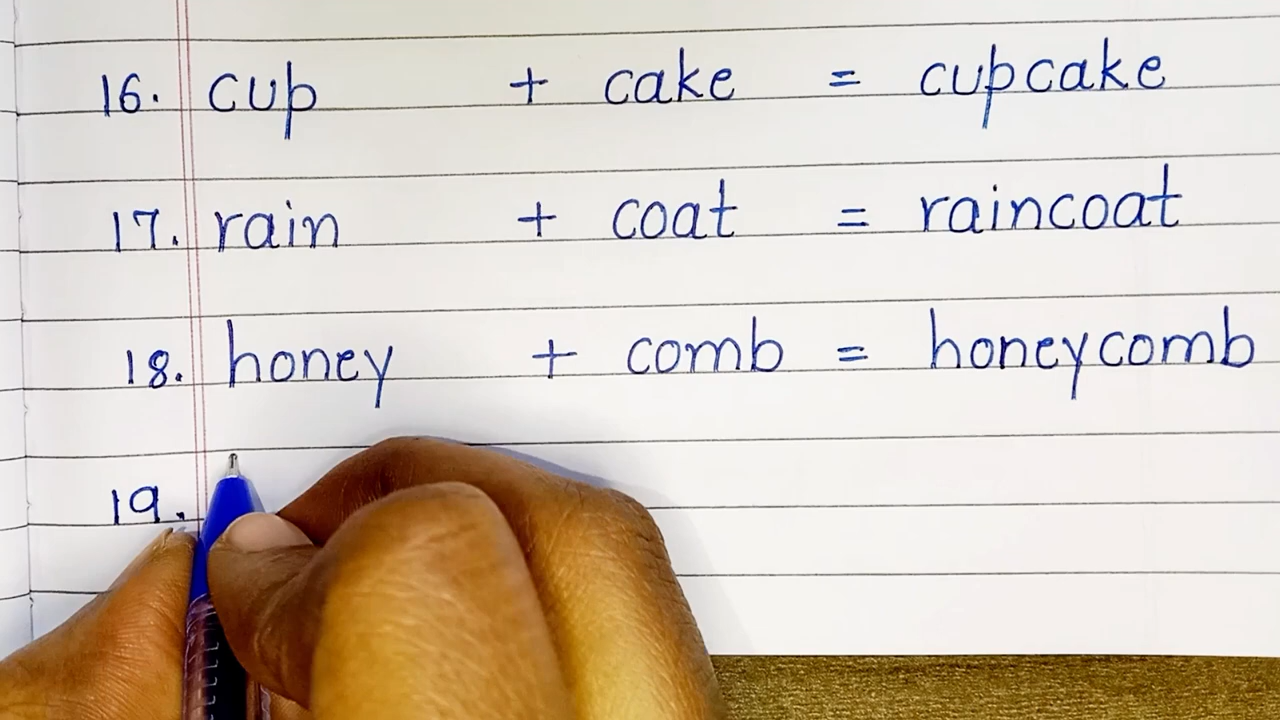 16. cup + cake = cupcake
17. rain + coat = raincoat
18. honey + comb = honeycomb
19.